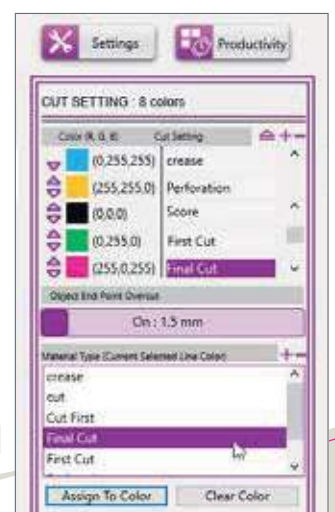 Settings
Productivity
CUT SETTING : 8 colors
Color (R, G, B) Cut Setting
(0,255,255) crease
(255,255,0) Perforation
(0,0,0) Score
(0,255,0) First Cut
(255,0,255) Final Cut
Object End Point Overcut
On : 1.5 mm
Material Type (Current Selected Line Color)
crease
cut
Cut First
Final Cut
First Cut
Assign To Color
Clear Color